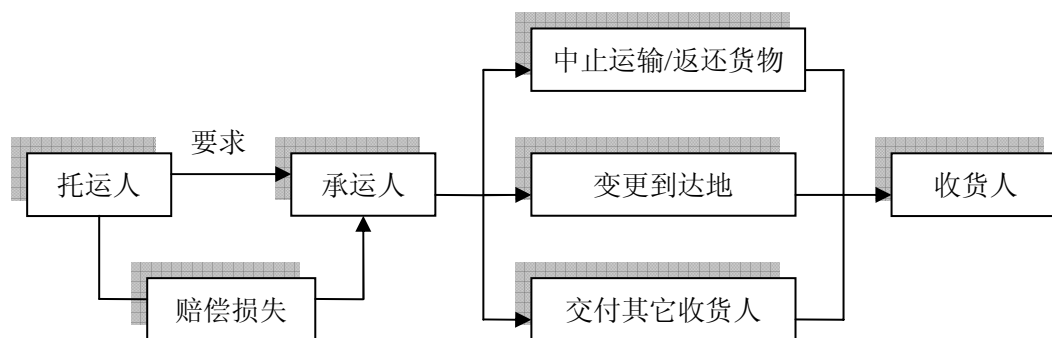 中止运输/返还货物
要求
托运人
承运人
变更到达地
收货人
赔偿损失
交付其它收货人